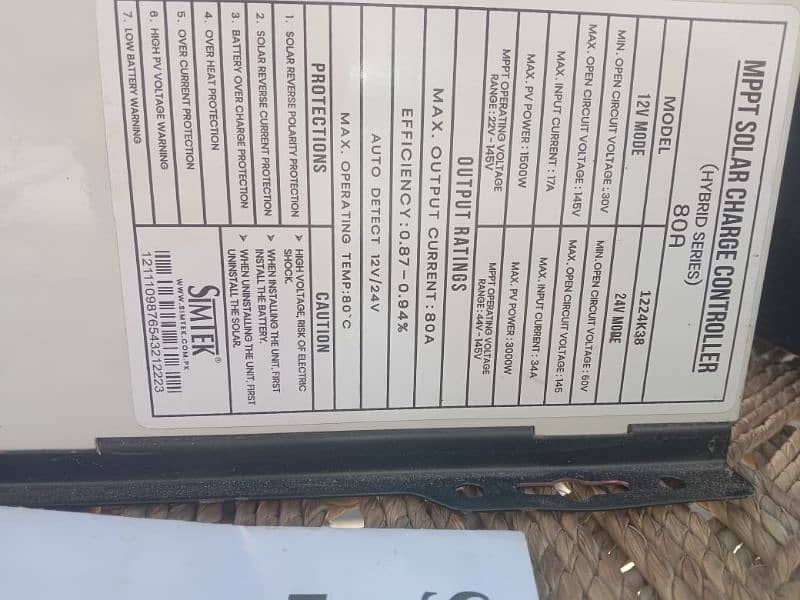 MPPT SOLAR CHARGE CONTROLLER
(HYBRID SERIES)
80A
MODEL 1224K38
12V MODE 24V MODE
MIN. OPEN CIRCUIT VOLTAGE : 30V
MIN. OPEN CIRCUIT VOLTAGE : 60V
MAX. OPEN CIRCUIT VOLTAGE : 145V
MAX. OPEN CIRCUIT VOLTAGE : 145
MAX. INPUT CURRENT : 17A
MAX. INPUT CURRENT : 34A
MAX. PV POWER : 1500W
MAX. PV POWER : 3000W
MPPT OPERATING VOLTAGE
RANGE : 22V - 145V
MPPT OPERATING VOLTAGE
RANGE : 44V - 145V
OUTPUT RATINGS
MAX. OUTPUT CURRENT : 80A
EFFICIENCY : 0.87-0.94%
AUTO DETECT 12V/24V
MAX. OPERATING TEMP:80°C
PROTECTIONS
1. SOLAR REVERSE POLARITY PROTECTION
2. SOLAR REVERSE CURRENT PROTECTION
3. BATTERY OVER CHARGE PROTECTION
4. OVER HEAT PROTECTION
5. OVER CURRENT PROTECTION
6. HIGH PV VOLTAGE WARNING
7. LOW BATTERY WARNING
CAUTION
➤ HIGH VOLTAGE, RISK OF ELECTRIC
SHOCK.
➤ WHEN INSTALLING THE UNIT, FIRST
INSTALL THE BATTERY.
➤ WHEN UNINSTALLING THE UNIT, FIRST
UNINSTALL THE SOLAR.
SIMTEK®
WWW.SIMTEK.COM.PK
1211109876543212223